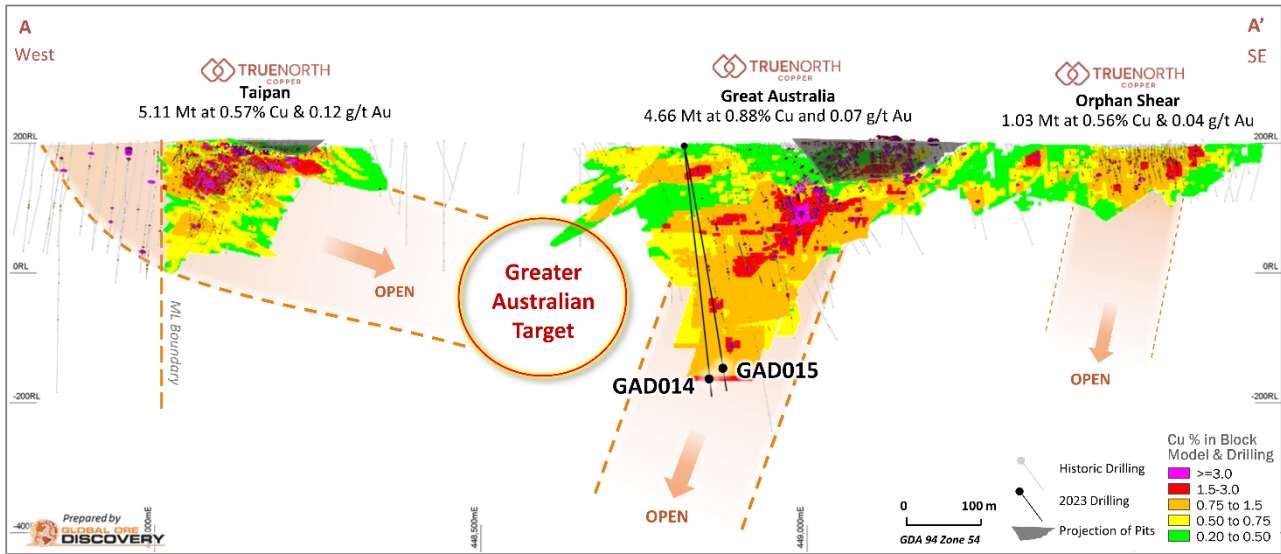 A
West
A'
SE
TRUENORTH
COPPER
Taipan
5.11 Mt at 0.57% Cu & 0.12 g/t Au
TRUENORTH
COPPER
Great Australia
4.66 Mt at 0.88% Cu and 0.07 g/t Au
TRUENORTH
COPPER
Orphan Shear
1.03 Mt at 0.56% Cu & 0.04 g/t Au
200RL
200RL
0RL
0RL
-200RL
-200RL
OPEN
Greater
Australian
Target
ML Boundary
GAD014
GAD015
OPEN
OPEN
Historic Drilling
2023 Drilling
Projection of Pits
0 100 m
GDA 94 Zone 54
Cu % in Block
Model & Drilling
>=3.0
1.5-3.0
0.75 to 1.5
0.50 to 0.75
0.20 to 0.50
Prepared by
GLOBAL ORE
DISCOVERY
448,500mE
449,000mE